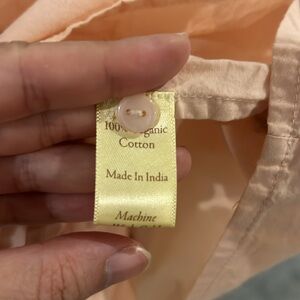 100% Organic
Cotton
Made In India
Machine